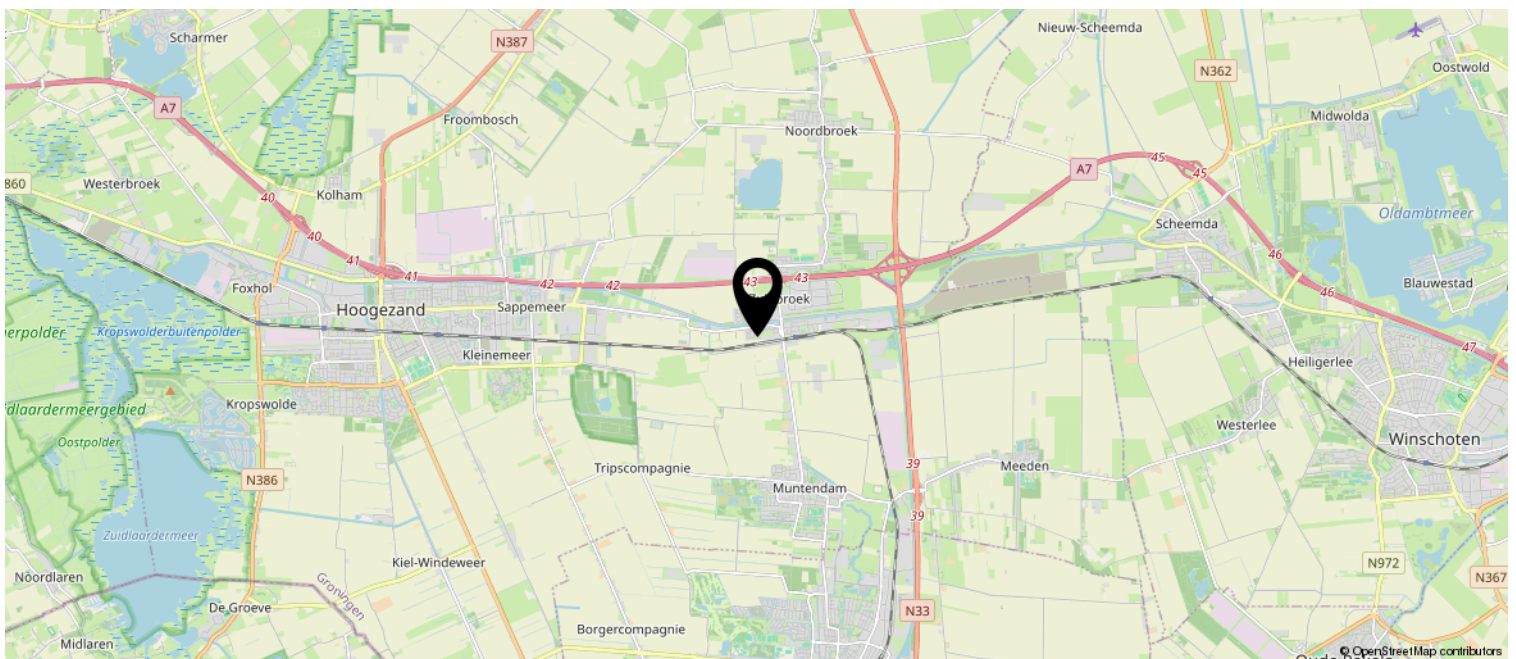 Scharmer
N387
Nieuw-Scheemda
N362
Oostwold
A7
Froombosch
Noordbroek
Midwolda
45
A7
45
860
Westerbroek
40
Kolham
Scheemda
Oldambtmeer
40
41
41
42
42
43
43
46
Foxhol
Hoogezand
Sappemeer
Blauwestad
46
Kropswolderbuitenpolder
Kleinemeer
Heiligerlee
47
Kropswolde
Oostpolder
Westerlee
Winschoten
N386
Tripscompagnie
39
Meeden
Muntendam
39
Zuidlaardermeer
Kiel-Windeweer
N972
Noordlaren
Groningen
N367
De Groeve
N33
Borgercompagnie
Midlaren
© OpenStreetMap contributors